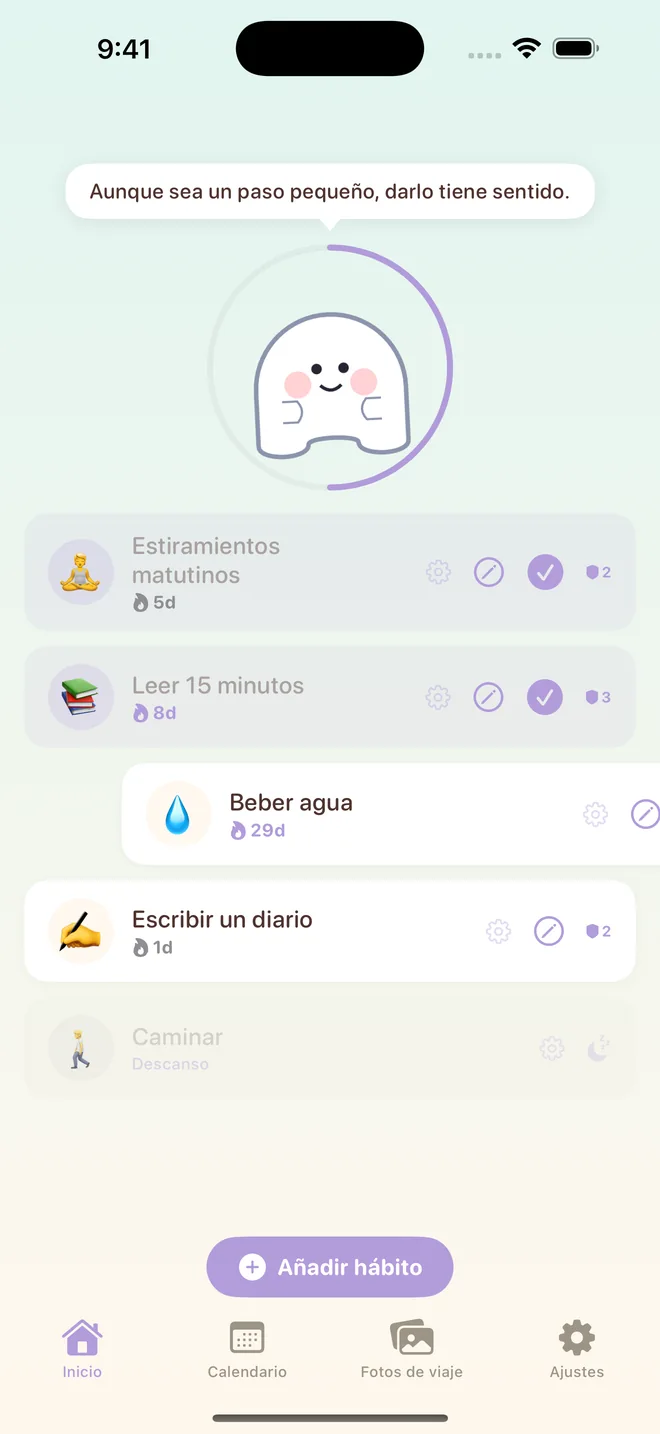 9:41
Aunque sea un paso pequeño, darlo tiene sentido.
Estiramientos
matutinos
5d
2
Leer 15 minutos
8d
3
Beber agua
29d
Escribir un diario
1d
2
Caminar
Descanso
Añadir hábito
Inicio
Calendario
Fotos de viaje
Ajustes